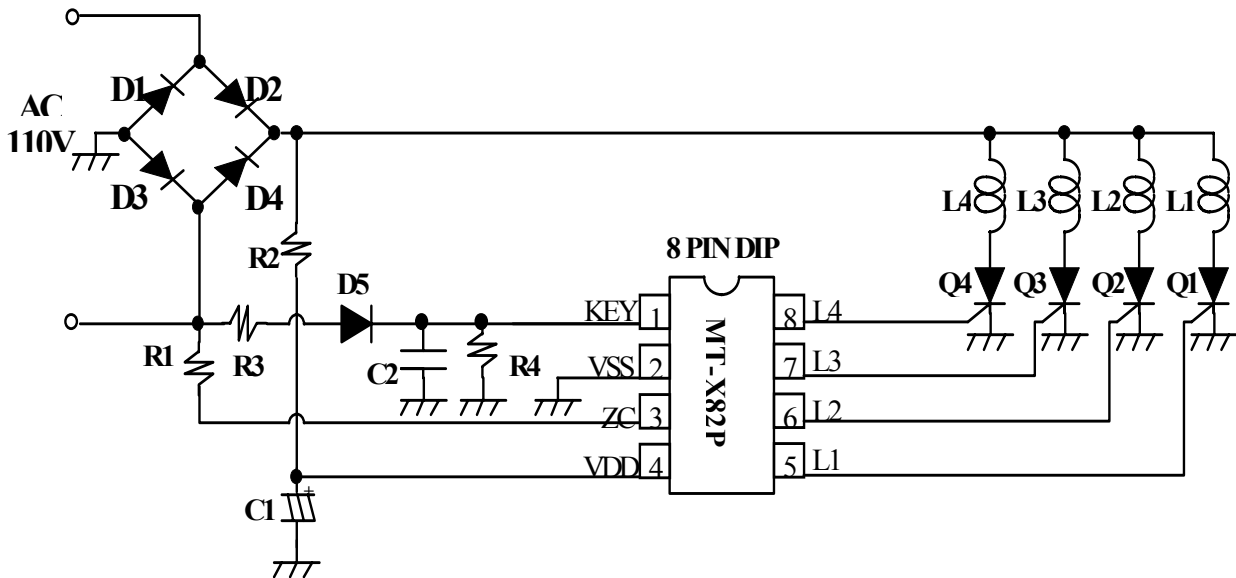 AC
110V
D1
D2
D3
D4
R2
D5
R1
R3
C2
R4
C1
8 PIN DIP
MT-X82P
KEY 1
VSS 2
ZC 3
VDD 4
8 L4
7 L3
6 L2
5 L1
L4
L3
L2
L1
Q4
Q3
Q2
Q1
+